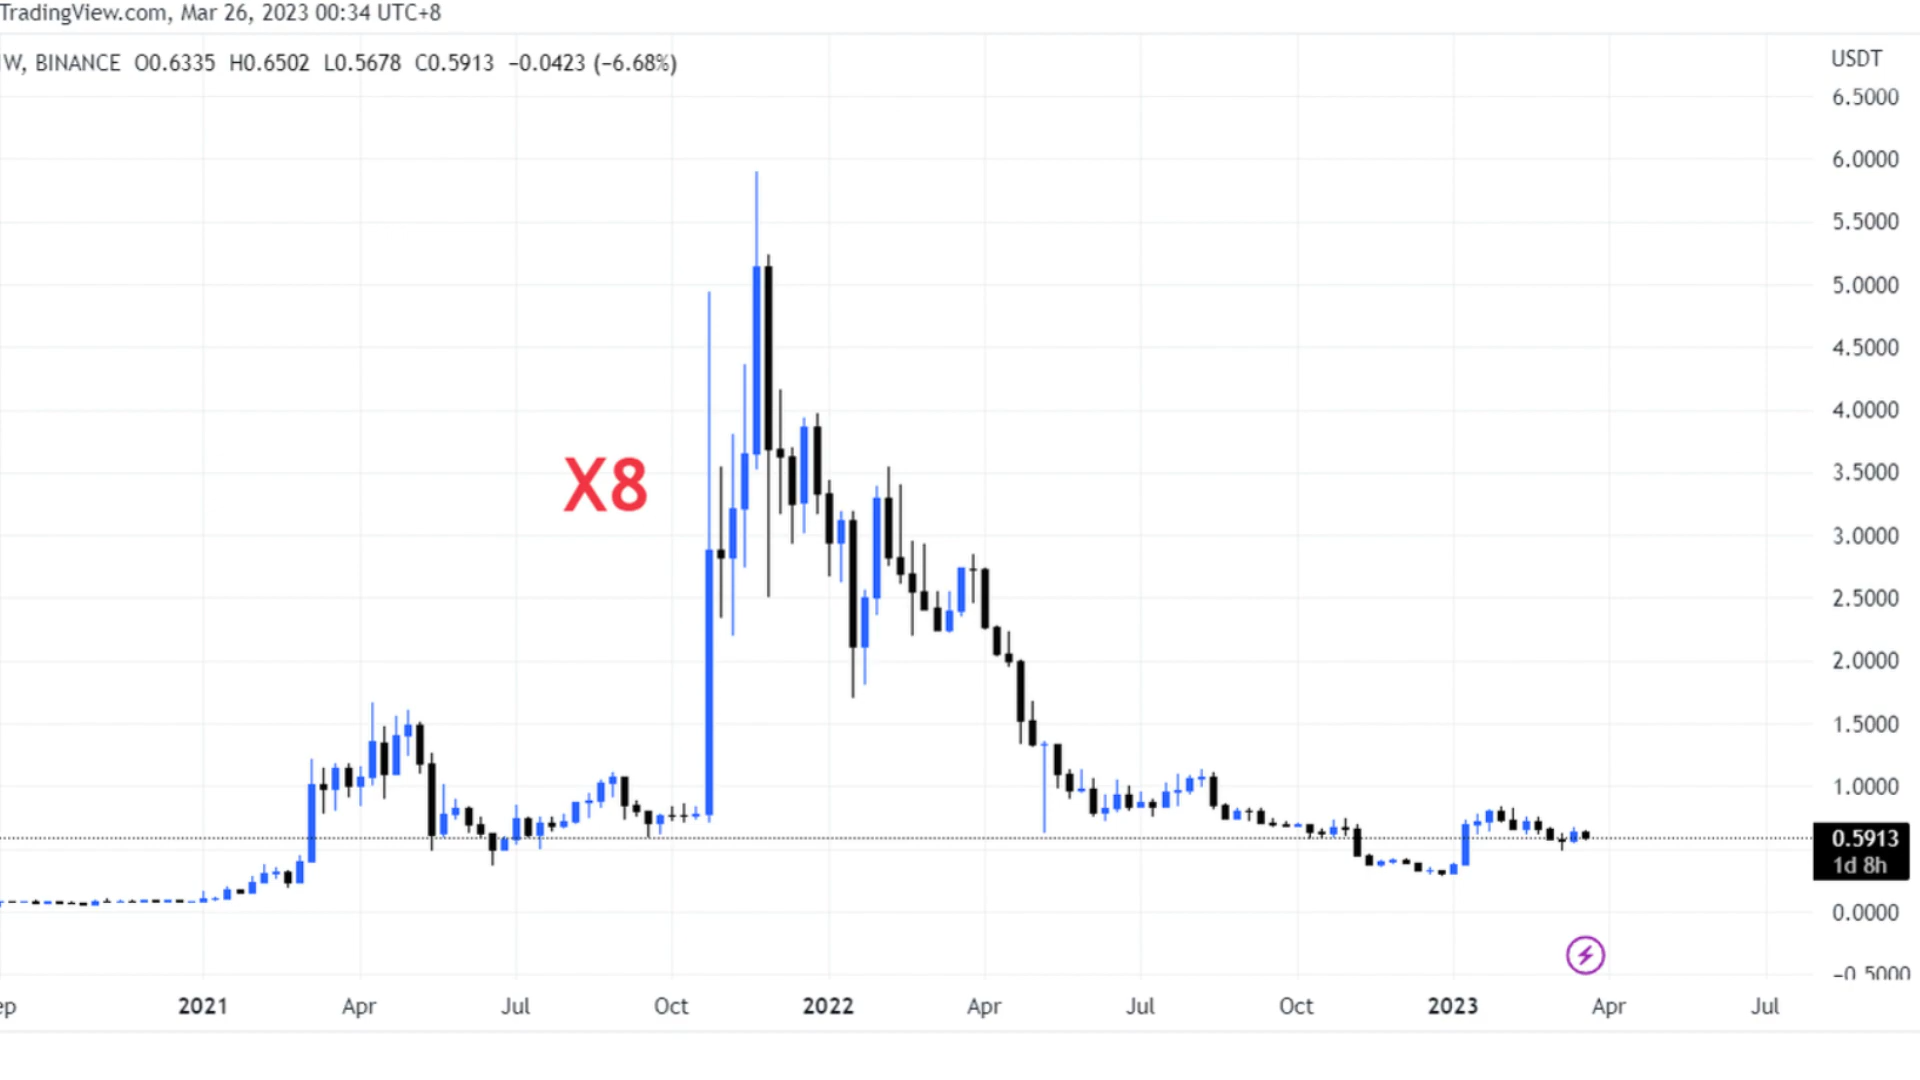 TradingView.com, Mar 26, 2023 00:34 UTC+8
1W, BINANCE O0.6335 H0.6502 L0.5678 C0.5913 −0.0423 (−6.68%)
USDT
6.5000
6.0000
5.5000
5.0000
4.5000
4.0000
3.5000
X8
3.0000
2.5000
2.0000
1.5000
1.0000
0.5913
1d 8h
0.0000
−0.5000
ep 2021 Apr Jul Oct 2022 Apr Jul Oct 2023 Apr Jul